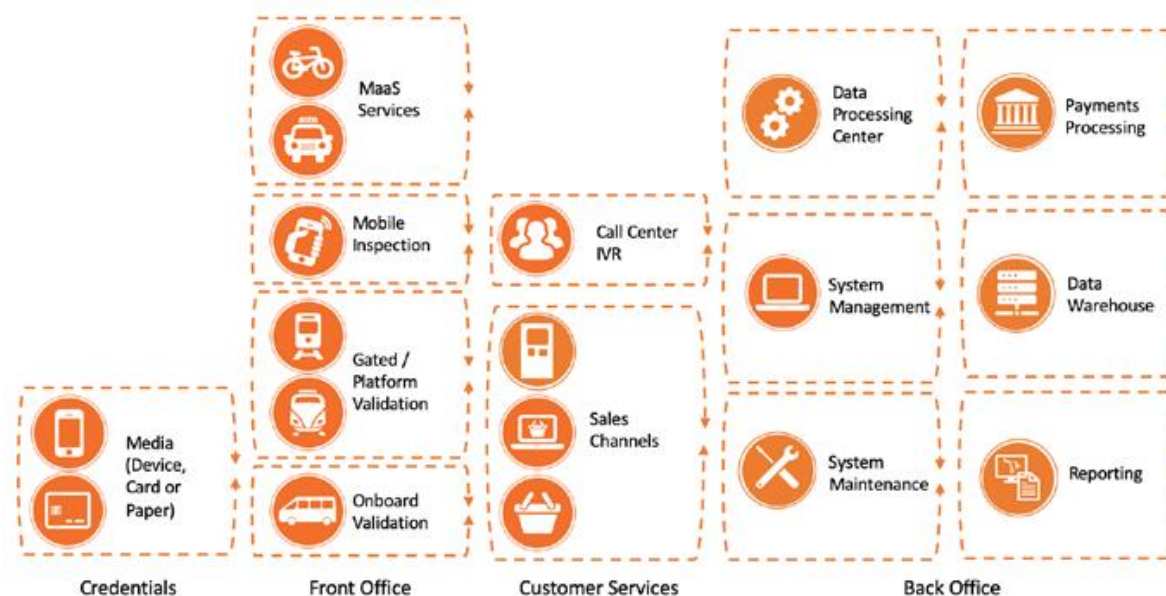 MaaS
Services
Mobile
Inspection
Gated /
Platform
Validation
Onboard
Validation
Media
(Device,
Card or
Paper)
Call Center
IVR
Sales
Channels
Data
Processing
Center
Payments
Processing
System
Management
Data
Warehouse
System
Maintenance
Reporting
Credentials
Front Office
Customer Services
Back Office